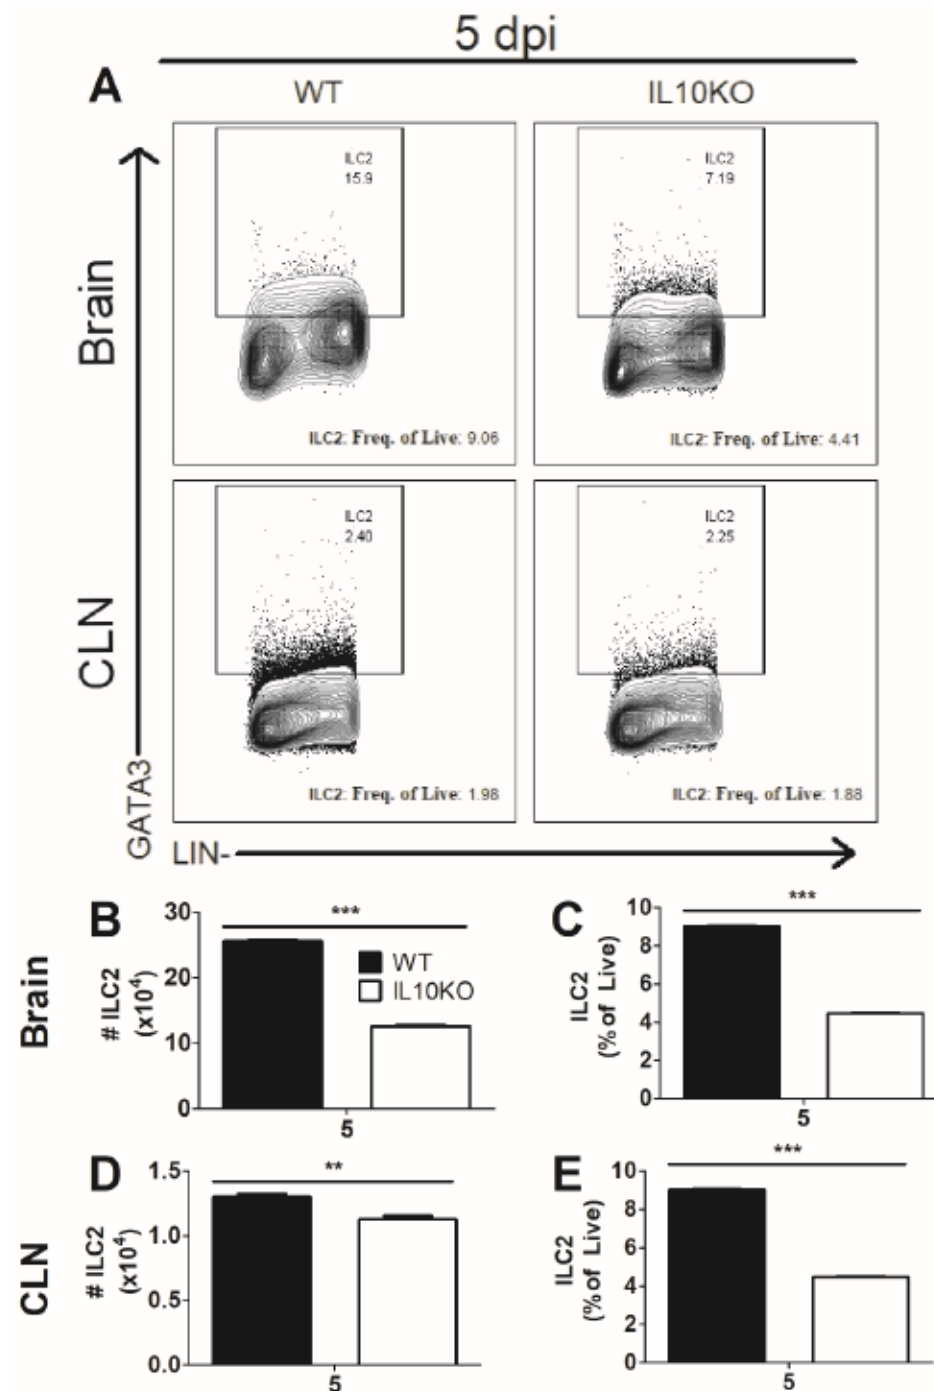 5 dpi
A
WT
IL10KO
Brain
ILC2
15.9
ILC2: Freq. of Live: 9.06
ILC2
7.19
ILC2: Freq. of Live: 4.41
CLN
ILC2
2.40
ILC2: Freq. of Live: 1.98
ILC2
2.25
ILC2: Freq. of Live: 1.88
GATA3
LIN-
Brain
B
# ILC2
(x10⁴)
30
20
10
0
***
WT
IL10KO
5
C
ILC2
(% of Live)
10
8
6
4
2
0
***
5
CLN
D
# ILC2
(x10⁴)
1.5
1.0
0.5
0.0
**
5
E
ILC2
(% of Live)
10
8
6
4
2
0
***
5